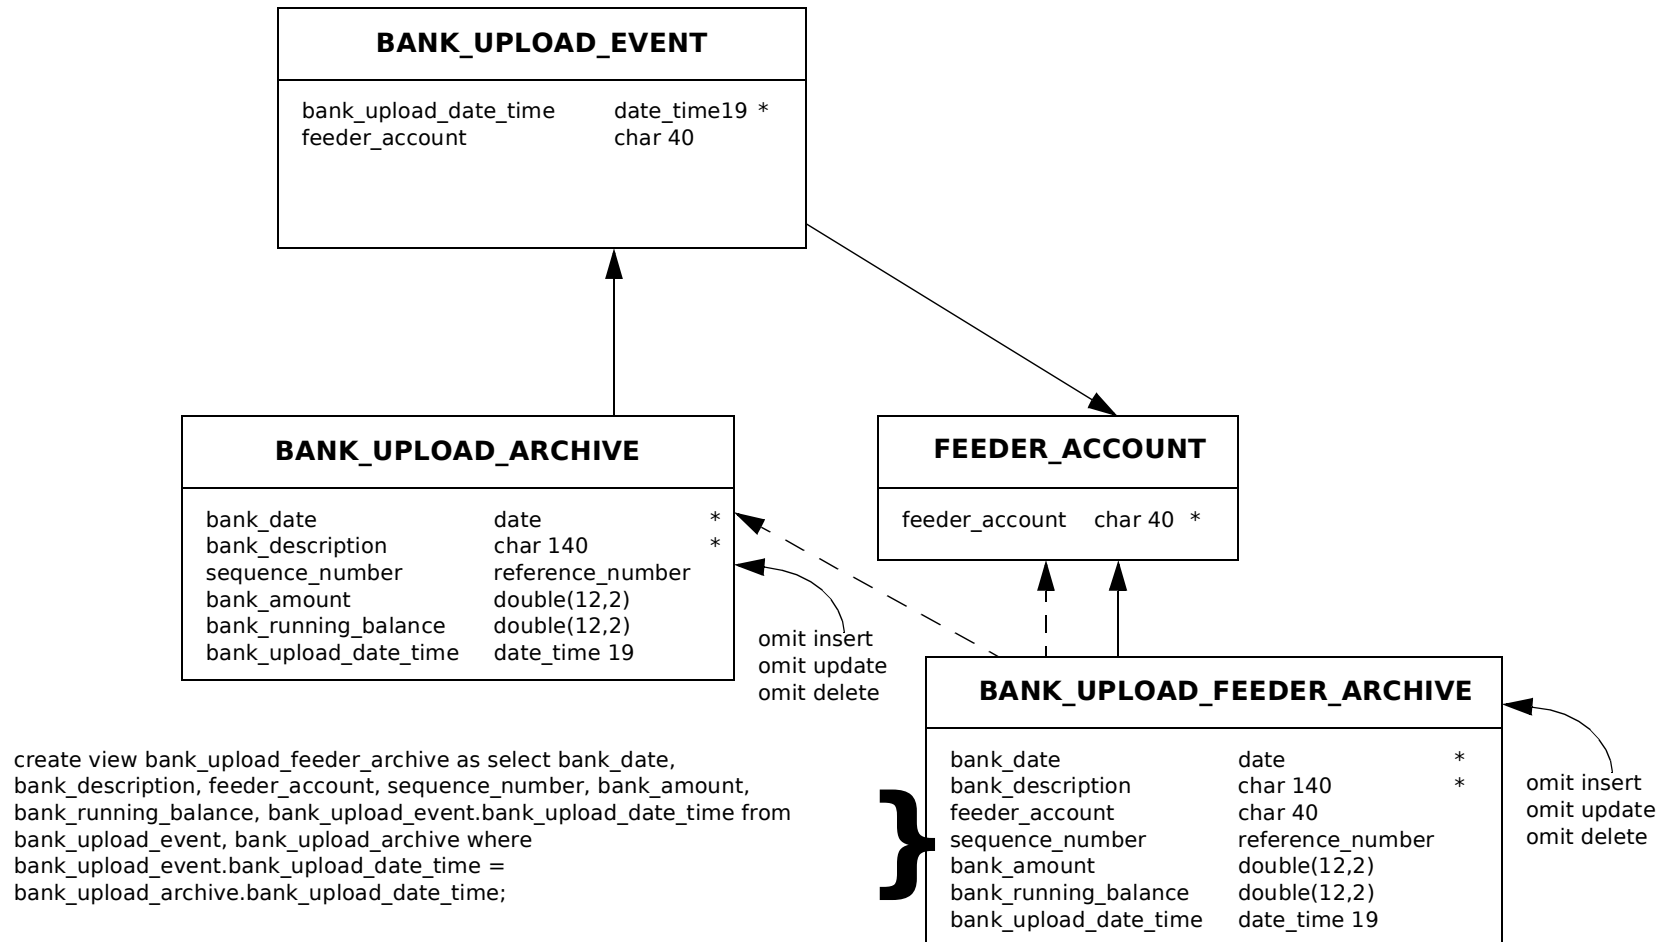 BANK_UPLOAD_EVENT
bank_upload_date_time date_time19 *
feeder_account char 40
BANK_UPLOAD_ARCHIVE
bank_date date *
bank_description char 140 *
sequence_number reference_number
bank_amount double(12,2)
bank_running_balance double(12,2)
bank_upload_date_time date_time 19
omit insert
omit update
omit delete
FEEDER_ACCOUNT
feeder_account char 40 *
BANK_UPLOAD_FEEDER_ARCHIVE
bank_date date *
bank_description char 140 *
feeder_account char 40
sequence_number reference_number
bank_amount double(12,2)
bank_running_balance double(12,2)
bank_upload_date_time date_time 19
omit insert
omit update
omit delete
create view bank_upload_feeder_archive as select bank_date,
bank_description, feeder_account, sequence_number, bank_amount,
bank_running_balance, bank_upload_event.bank_upload_date_time from
bank_upload_event, bank_upload_archive where
bank_upload_event.bank_upload_date_time =
bank_upload_archive.bank_upload_date_time;
}